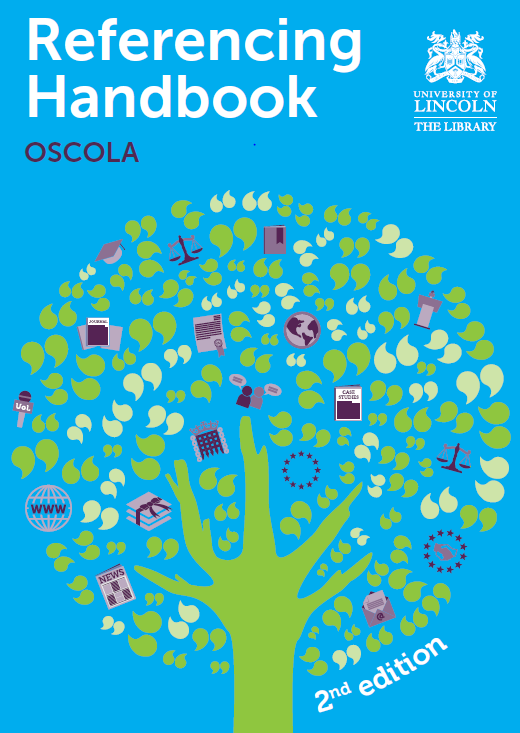 Referencing
Handbook
OSCOLA
UNIVERSITY OF
LINCOLN
THE LIBRARY
JOURNAL
CASE
STUDIES
UoL
WWW
NEWS
@
2nd edition